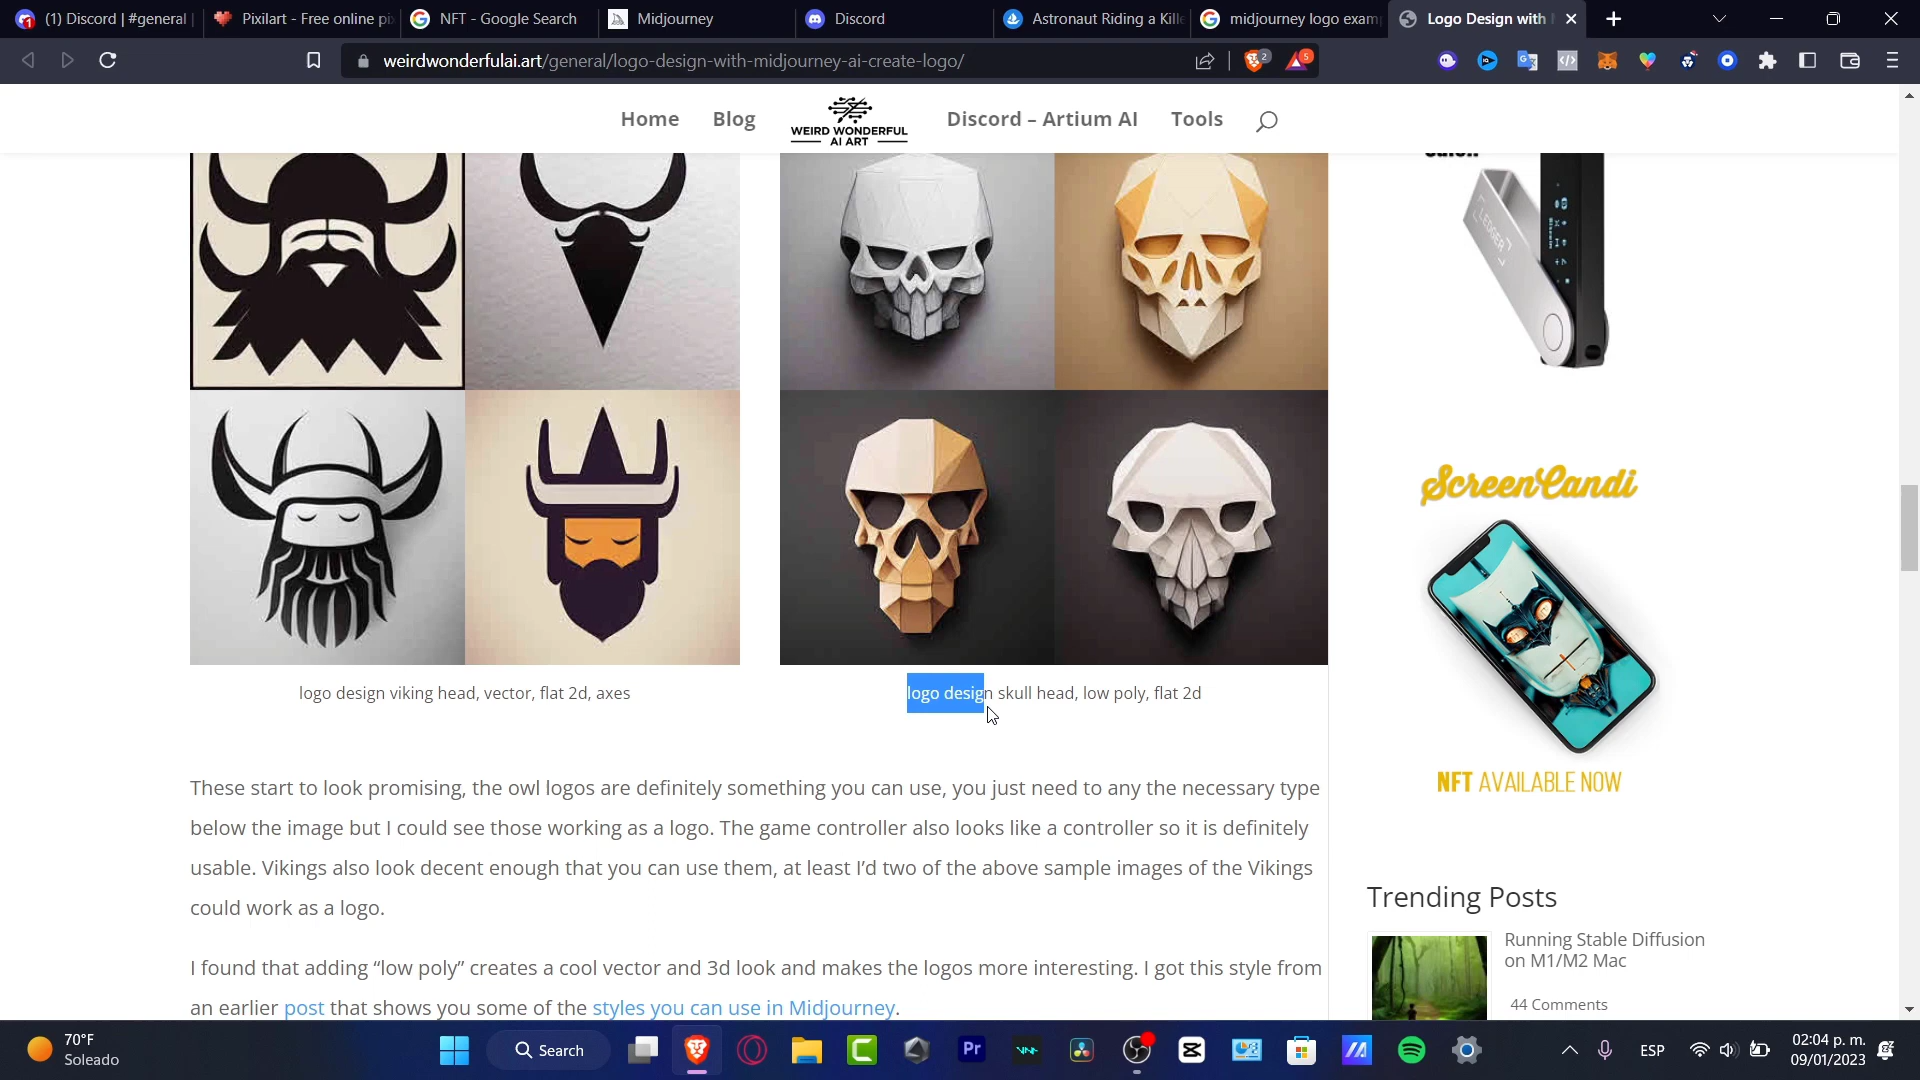 (1) Discord | #general
Pixilart - Free online pi
NFT - Google Search
Midjourney
Discord
Astronaut Riding a Kille
midjourney logo exam
Logo Design with
weirdwonderfulai.art/general/logo-design-with-midjourney-ai-create-logo/
2
5
Home
Blog
WEIRD WONDERFUL
AI ART
Discord – Artium AI
Tools
LEDGER
logo design viking head, vector, flat 2d, axes
logo design skull head, low poly, flat 2d
These start to look promising, the owl logos are definitely something you can use, you just need to any the necessary type
below the image but I could see those working as a logo. The game controller also looks like a controller so it is definitely
usable. Vikings also look decent enough that you can use them, at least I’d two of the above sample images of the Vikings
could work as a logo.
I found that adding “low poly” creates a cool vector and 3d look and makes the logos more interesting. I got this style from
an earlier post that shows you some of the styles you can use in Midjourney.
ScreenCandi
NFT AVAILABLE NOW
Trending Posts
Running Stable Diffusion
on M1/M2 Mac
44 Comments
70°F
Soleado
Search
Pr
ESP
02:04 p. m.
09/01/2023